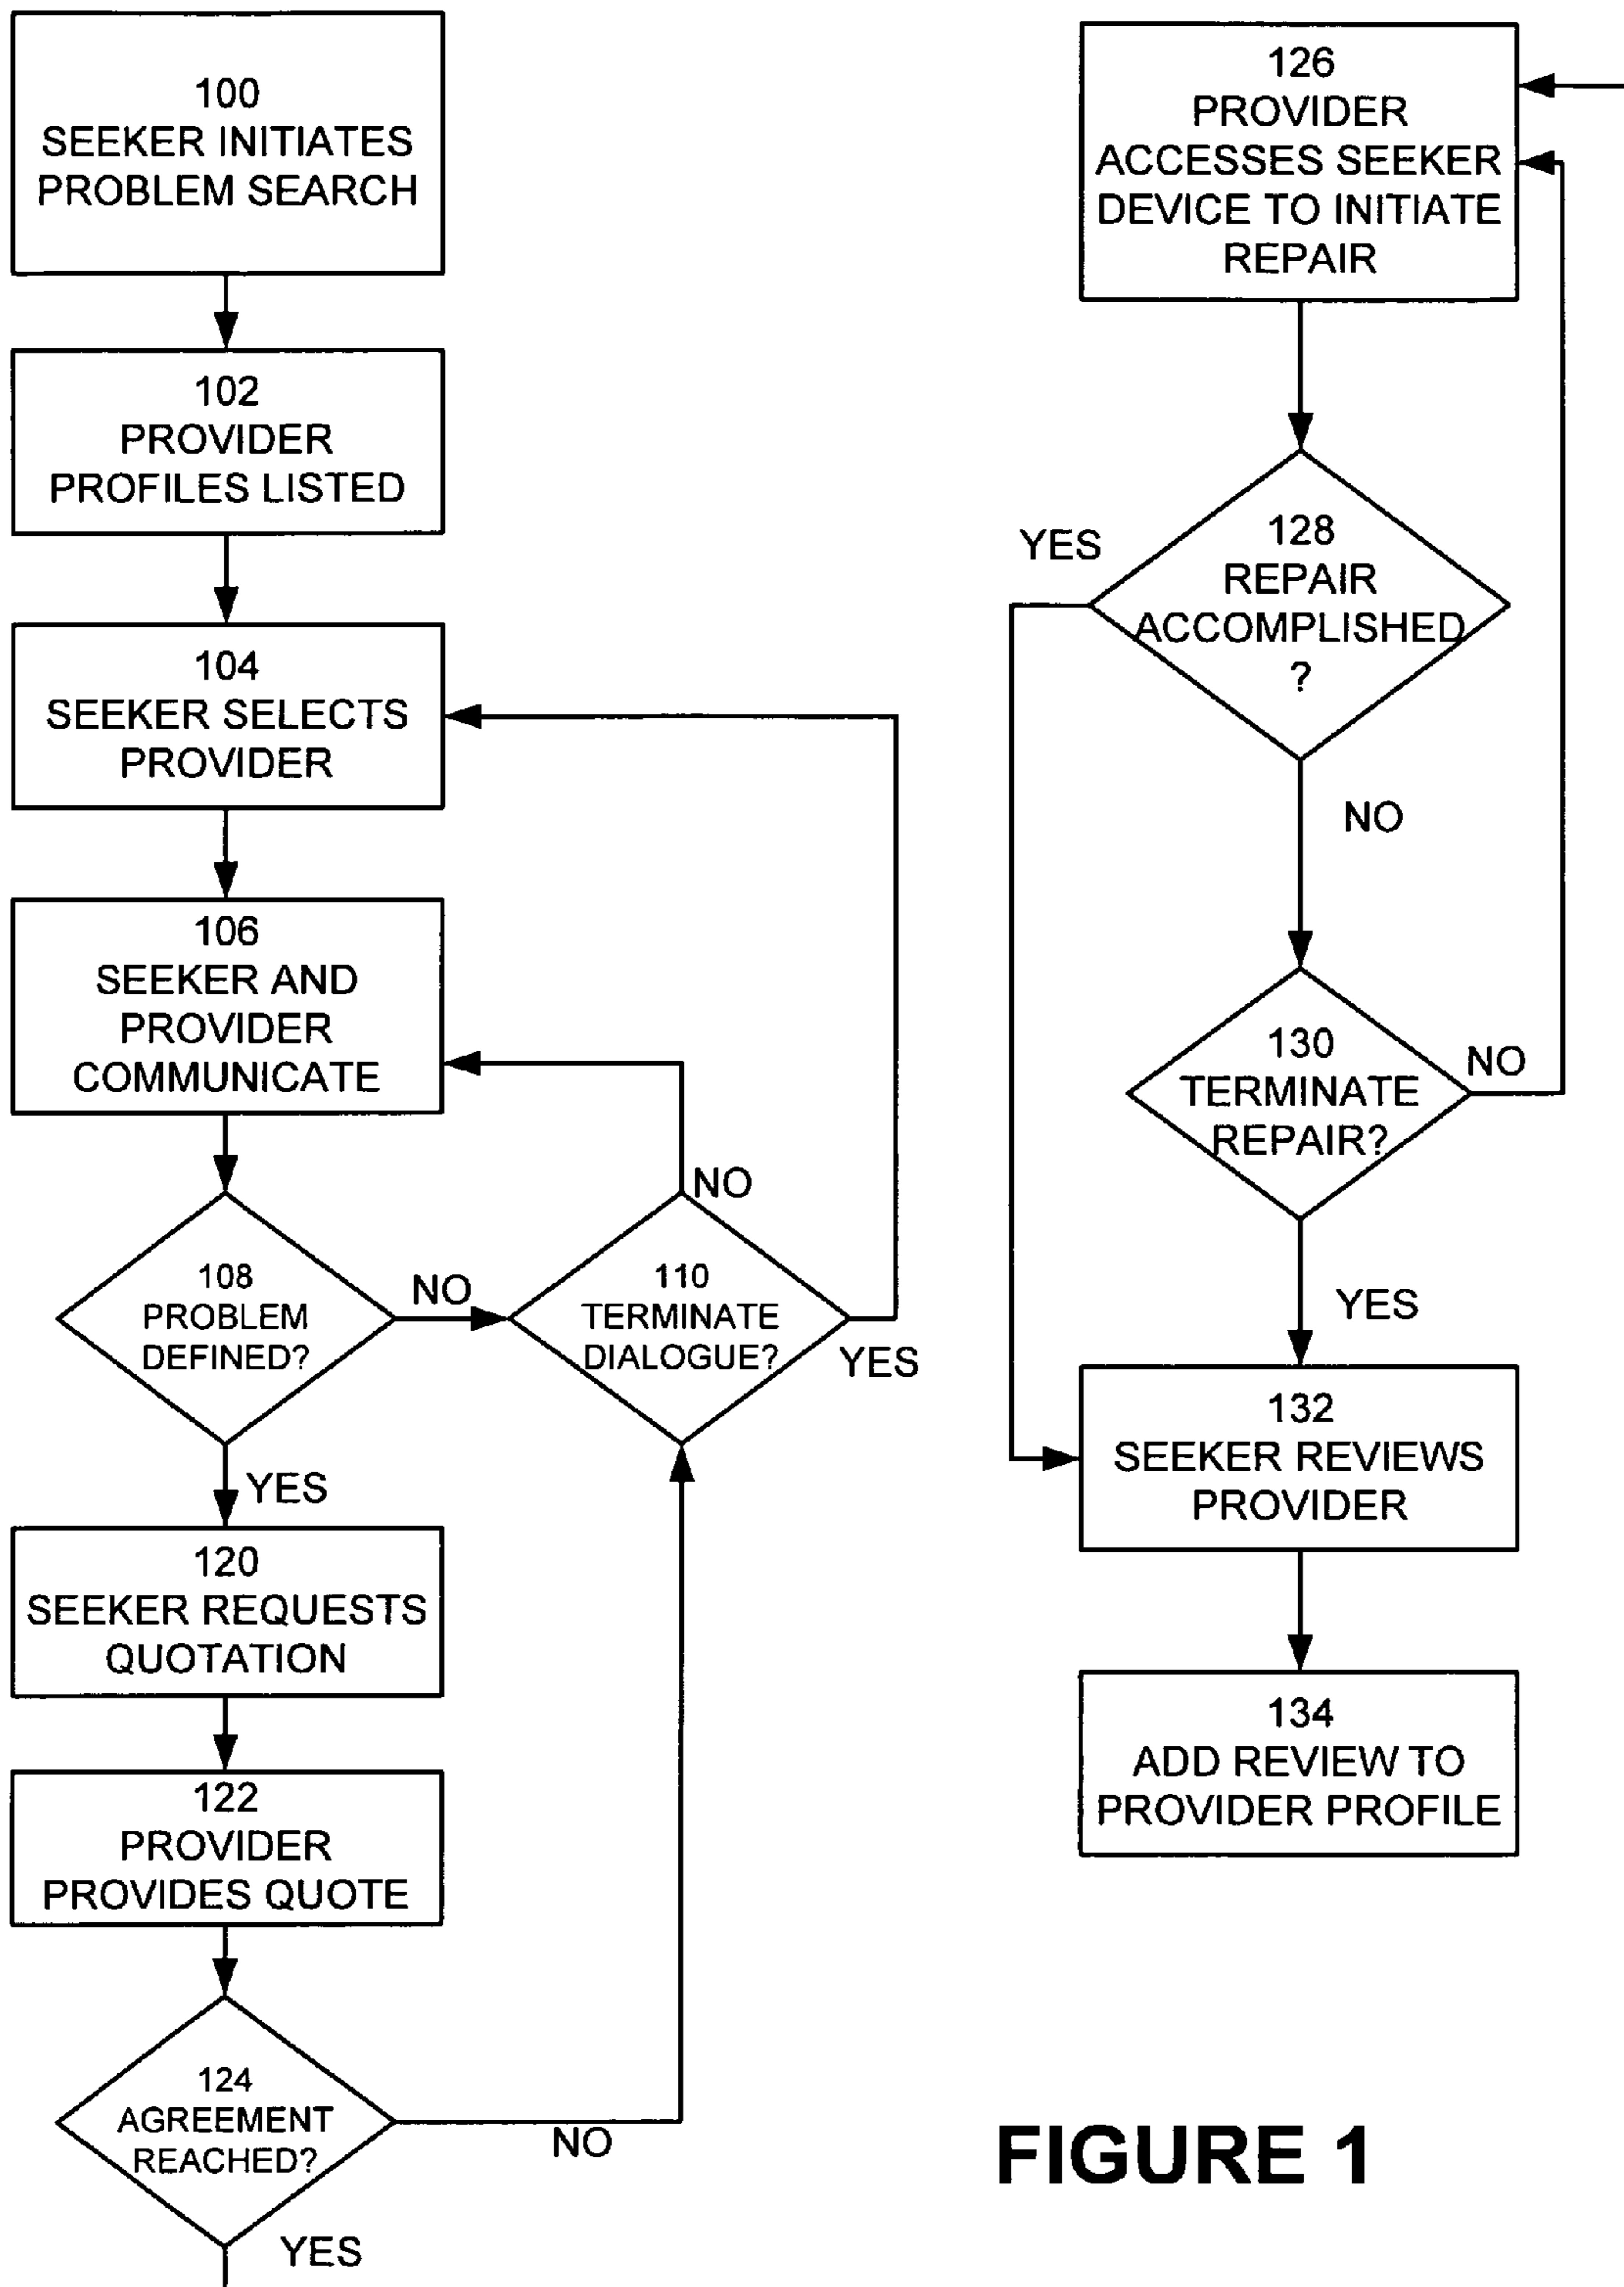 100
SEEKER INITIATES
PROBLEM SEARCH
102
PROVIDER
PROFILES LISTED
104
SEEKER SELECTS
PROVIDER
106
SEEKER AND
PROVIDER
COMMUNICATE
108
PROBLEM
DEFINED?
NO
110
TERMINATE
DIALOGUE?
NO
YES
YES
120
SEEKER REQUESTS
QUOTATION
122
PROVIDER
PROVIDES QUOTE
124
AGREEMENT
REACHED?
NO
YES
126
PROVIDER
ACCESSES SEEKER
DEVICE TO INITIATE
REPAIR
128
REPAIR
ACCOMPLISHED
?
YES
NO
130
TERMINATE
REPAIR?
NO
YES
132
SEEKER REVIEWS
PROVIDER
134
ADD REVIEW TO
PROVIDER PROFILE
FIGURE 1